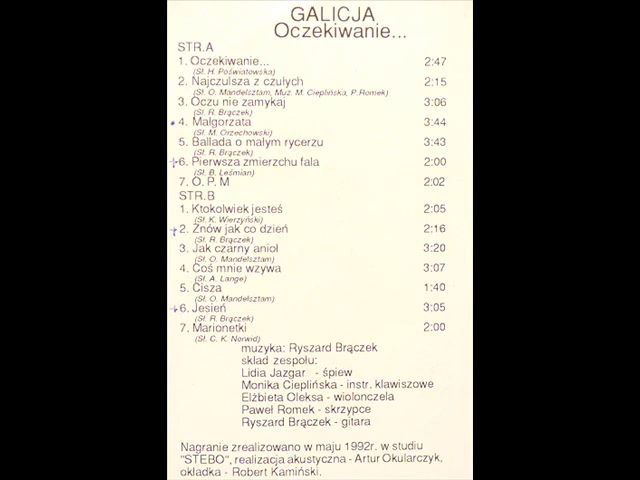 GALICJA
Oczekiwanie...
STR.A
1. Oczekiwanie... 2:47
(Sł. H. Poświatowska)
2. Najczulsza z czułych 2:15
(Sł. O. Mandelsztam, Muz. M. Cieplińska, P.Romek)
3. Oczu nie zamykaj 3:06
(Sł. R. Brączek)
4. Małgorzata 3:44
(Sł. M. Orzechowski)
5. Ballada o małym rycerzu 3:43
(Sł. R. Brączek)
6. Pierwsza zmierzchu fala 2:00
(Sł. B. Leśmian)
7. O. P. M 2:02
STR.B
1. Ktokolwiek jesteś 2:05
(Sł. K. Wierzyński)
2. Znów jak co dzień 2:16
(Sł. R. Brączek)
3. Jak czarny anioł 3:20
(Sł. O. Mandelsztam)
4. Coś mnie wzywa 3:07
(Sł. A. Lange)
5. Cisza 1:40
(Sł. O. Mandelsztam)
6. Jesień 3:05
(Sł. R. Brączek)
7. Marionetki 2:00
(Sł. C. K. Norwid)
muzyka: Ryszard Brączek
skład zespołu:
Lidia Jazgar - śpiew
Monika Cieplińska - instr. klawiszowe
Elżbieta Oleksa - wiolonczela
Paweł Romek - skrzypce
Ryszard Brączek - gitara
Nagranie zrealizowano w maju 1992r. w studiu
"STEBO", realizacja akustyczna - Artur Okularczyk,
okładka - Robert Kamiński.